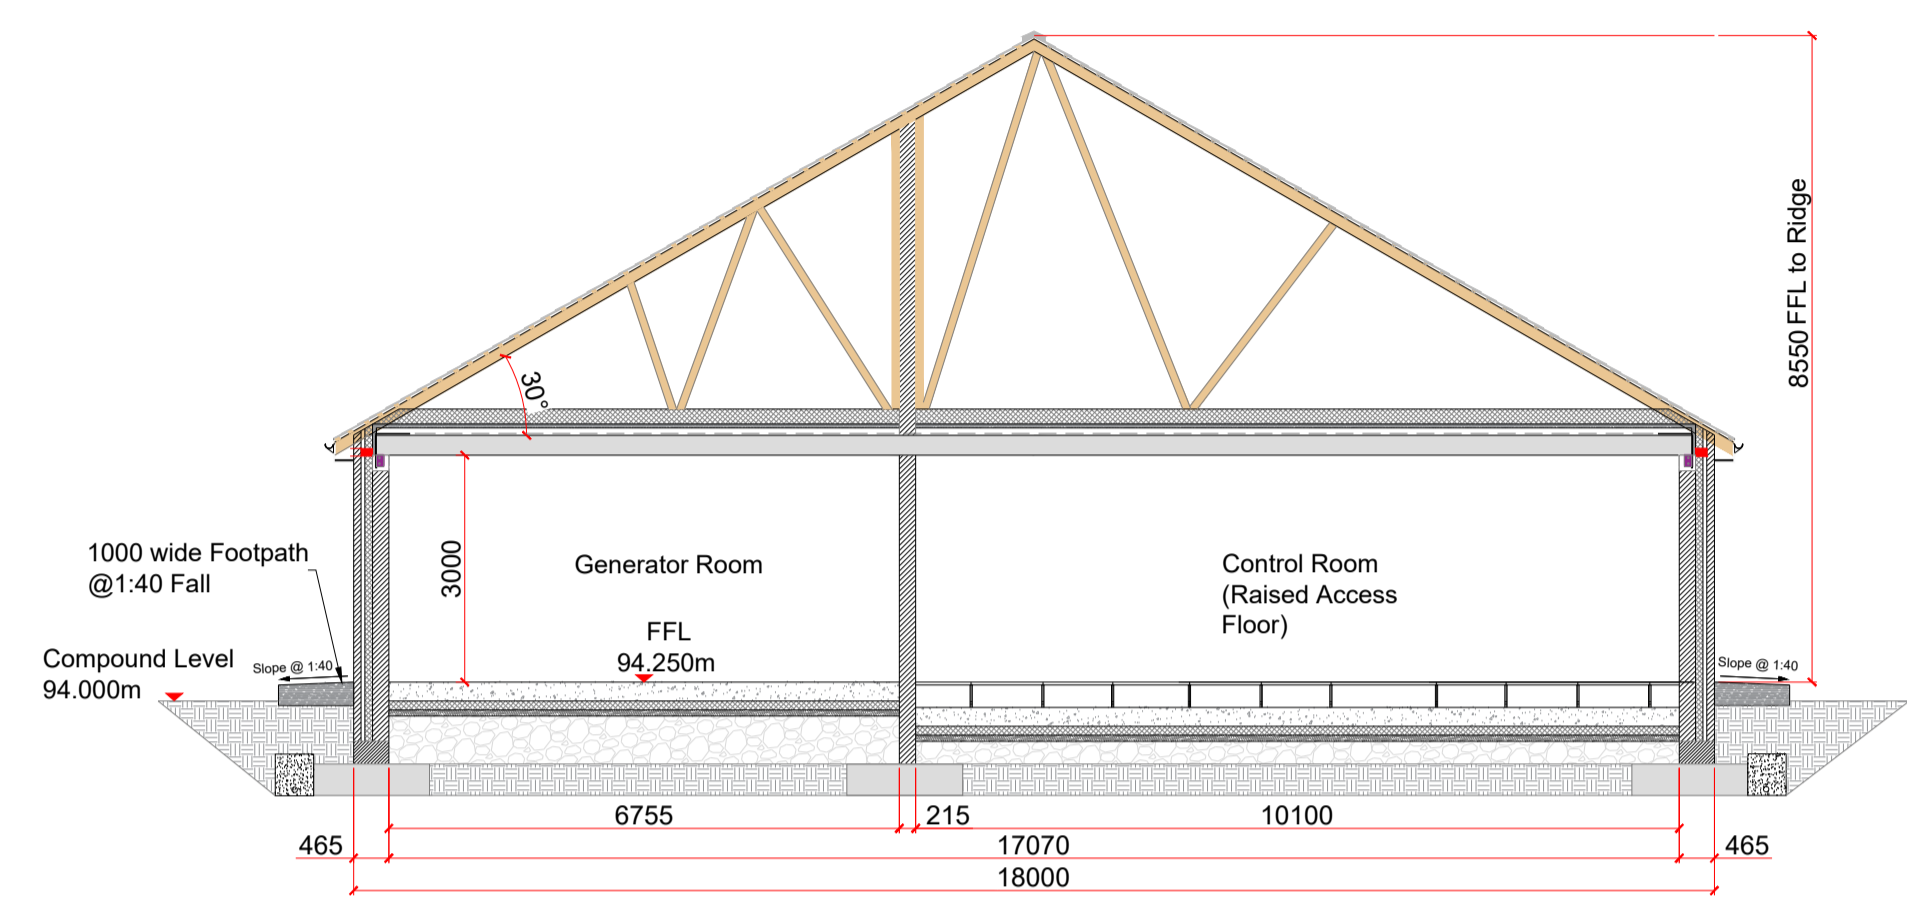 8550 FFL to Ridge
30°
1000 wide Footpath
@1:40 Fall
3000
Generator Room
Control Room
(Raised Access
Floor)
FFL
94.250m
Compound Level
94.000m
Slope @ 1:40
Slope @ 1:40
6755
215
10100
465
17070
465
18000